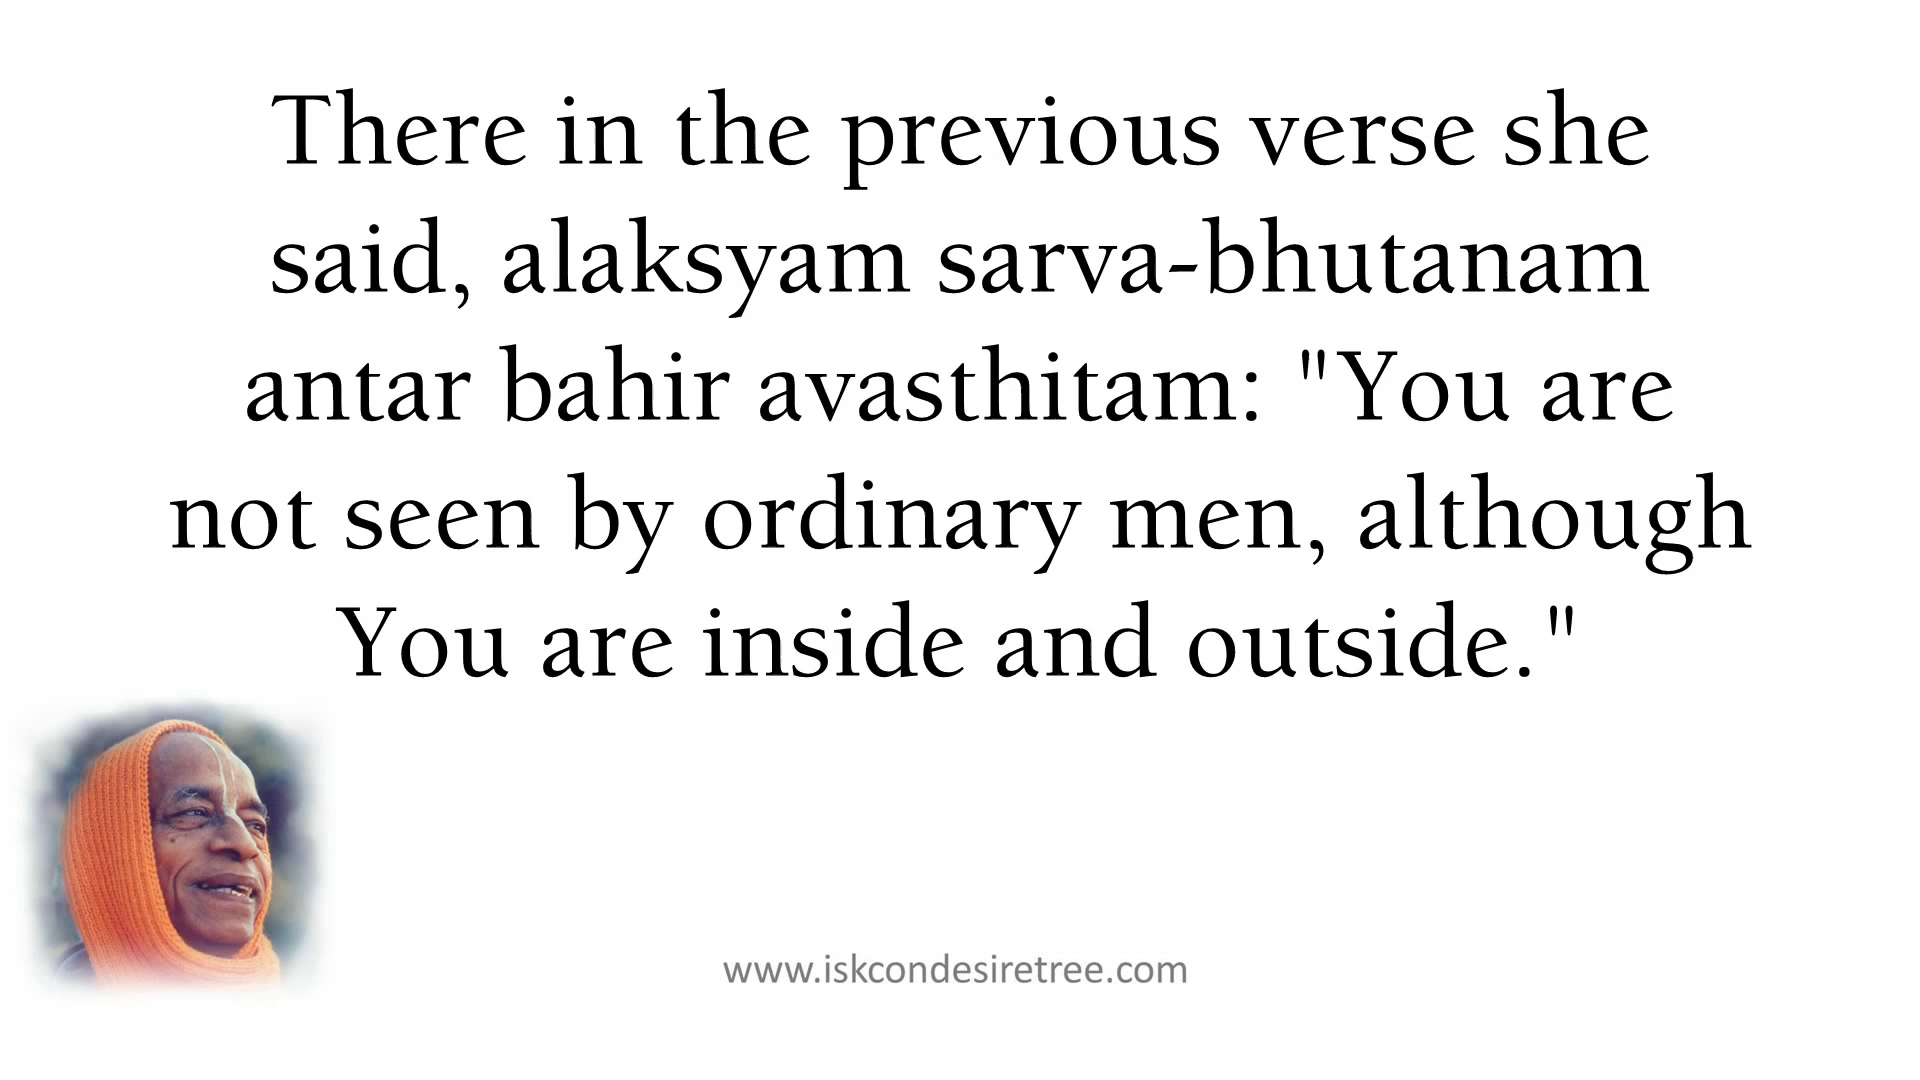 There in the previous verse she
said, alaksyam sarva-bhutanam
antar bahir avasthitam: "You are
not seen by ordinary men, although
You are inside and outside."
www.iskcondesiretree.com